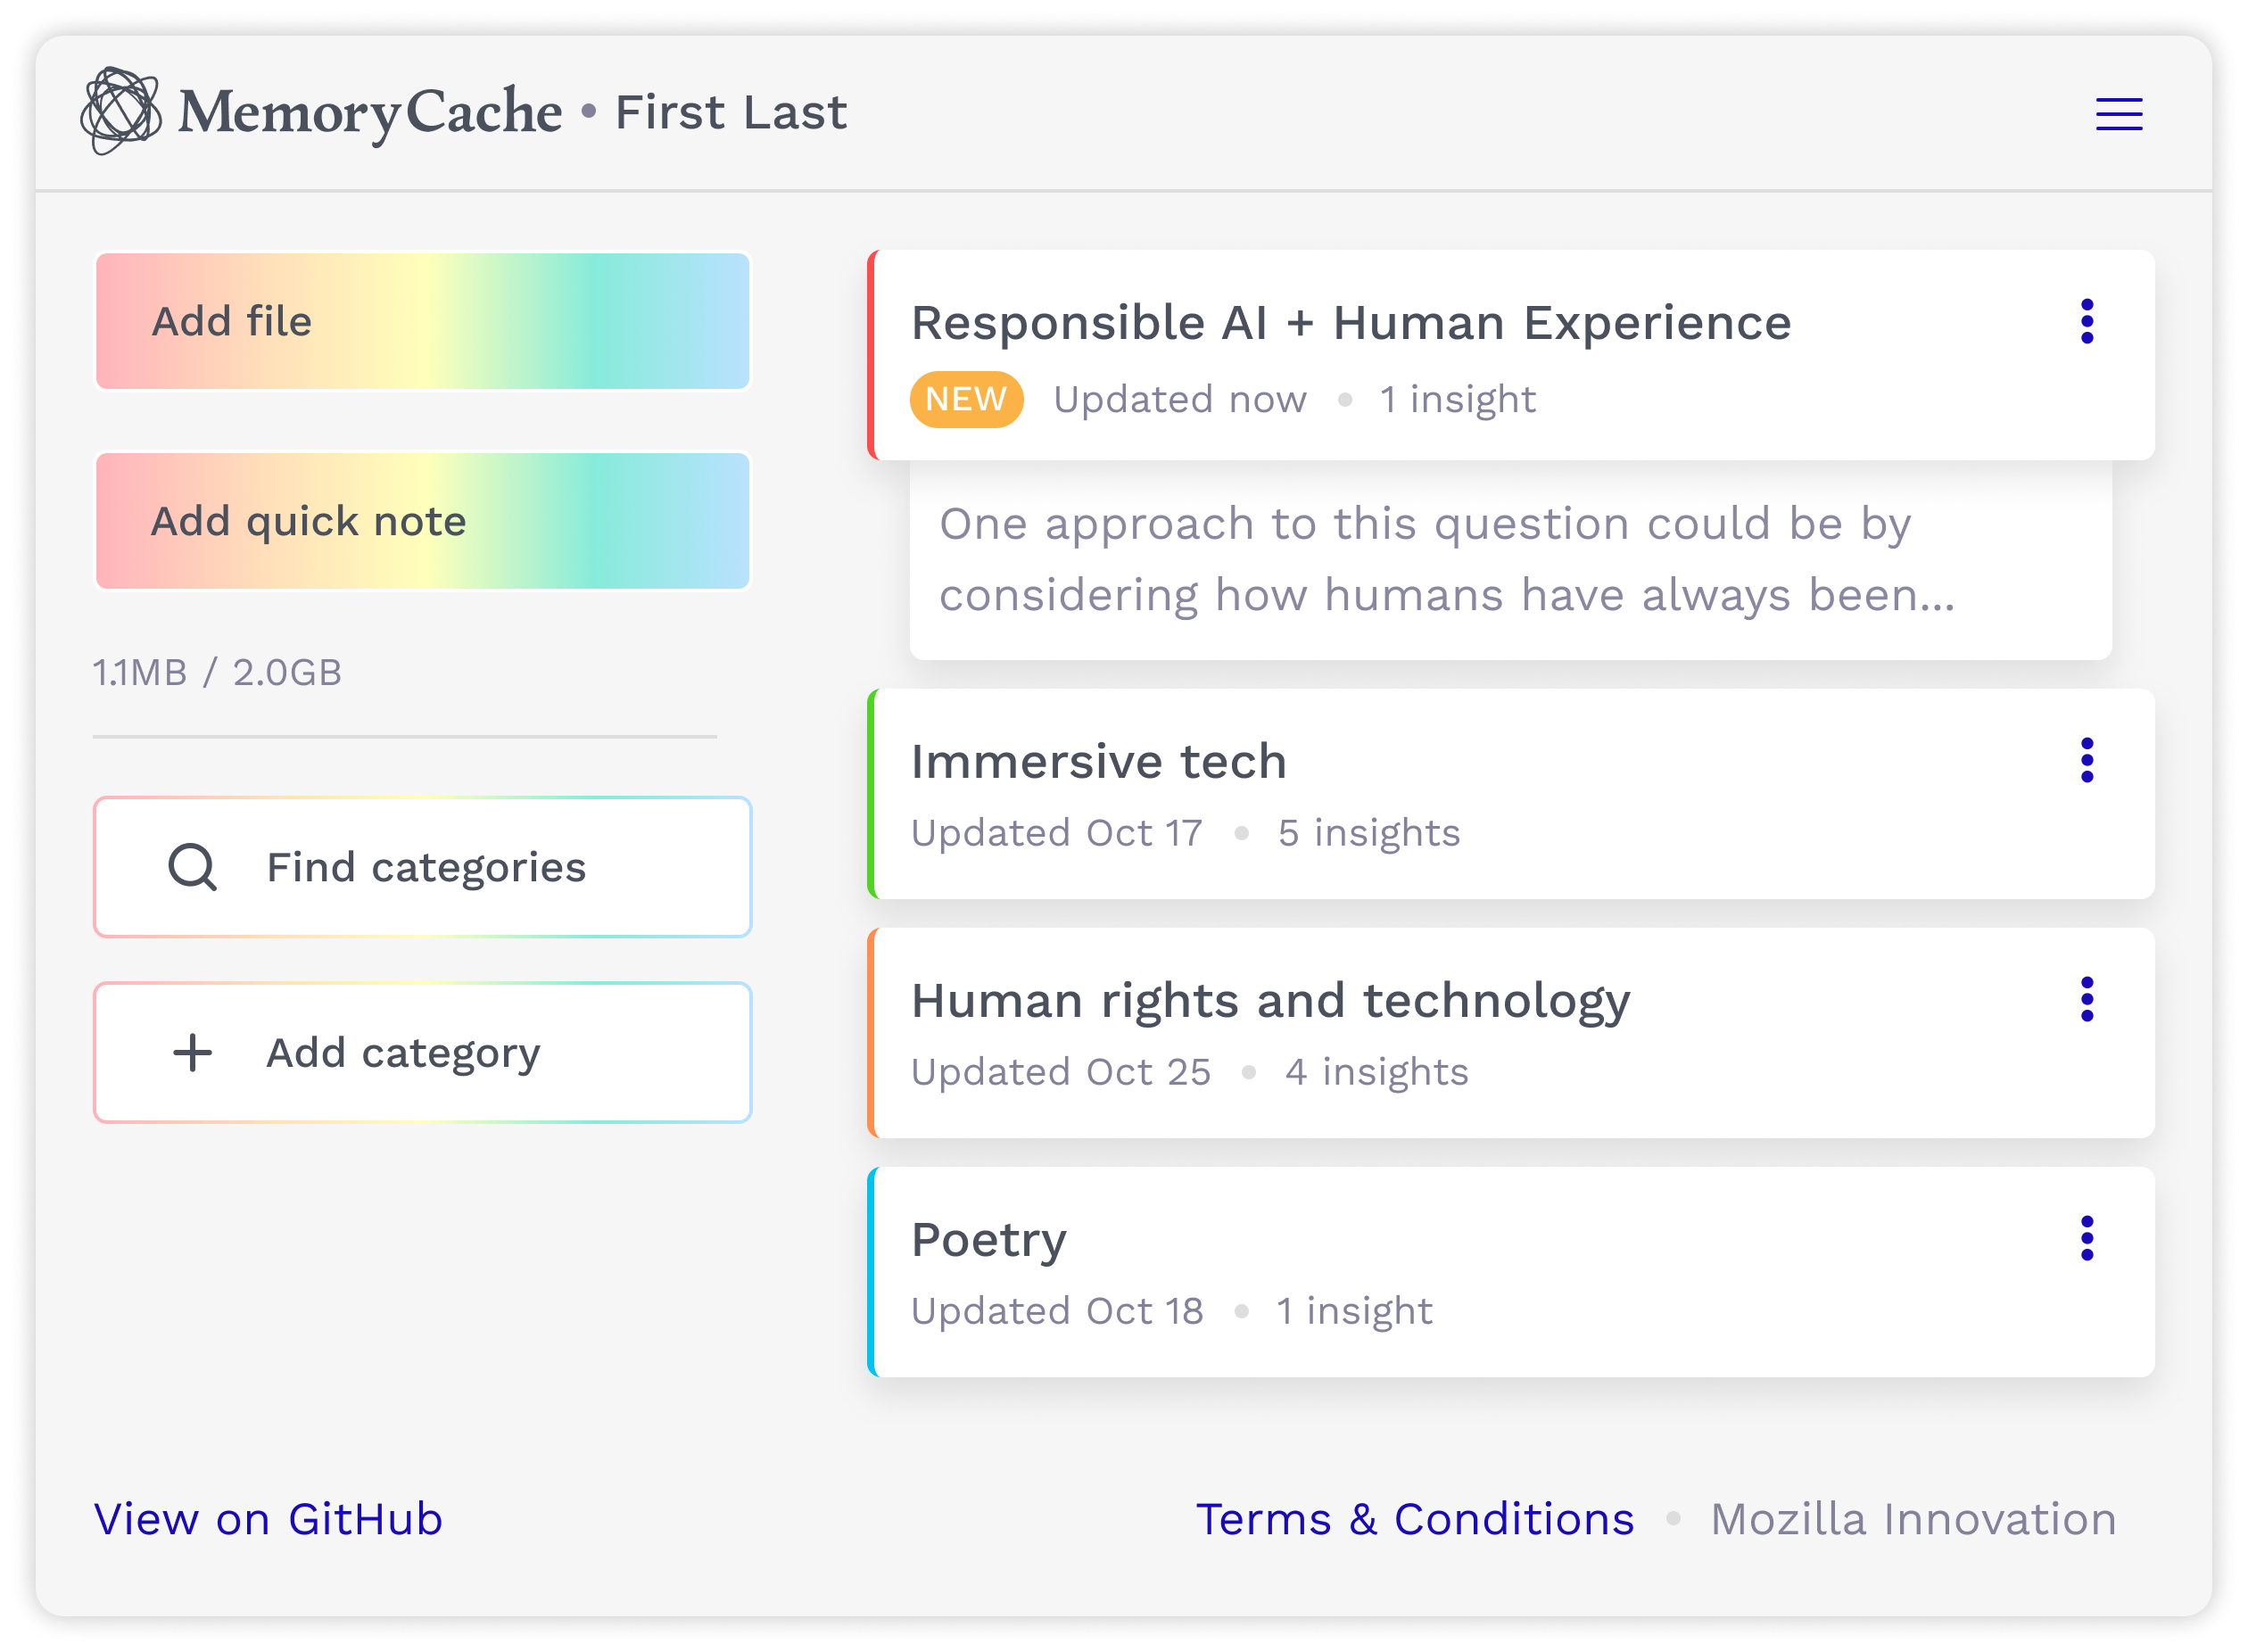 MemoryCache • First Last
Add file
Add quick note
1.1MB / 2.0GB
Find categories
Add category
Responsible AI + Human Experience
NEW Updated now • 1 insight
One approach to this question could be by
considering how humans have always been...
Immersive tech
Updated Oct 17 • 5 insights
Human rights and technology
Updated Oct 25 • 4 insights
Poetry
Updated Oct 18 • 1 insight
View on GitHub
Terms & Conditions • Mozilla Innovation